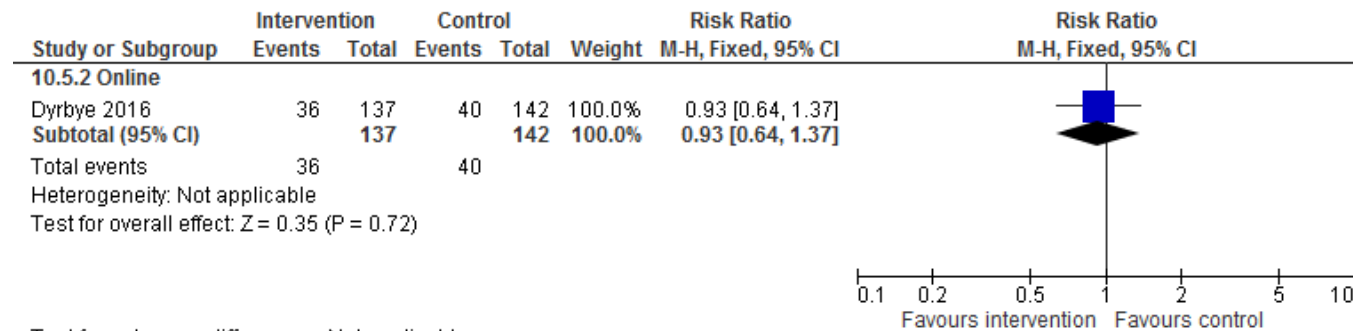 Intervention Control Risk Ratio Risk Ratio
Study or Subgroup Events Total Events Total Weight M-H, Fixed, 95% CI M-H, Fixed, 95% CI
10.5.2 Online
Dyrbye 2016 36 137 40 142 100.0% 0.93 [0.64, 1.37]
Subtotal (95% CI) 137 142 100.0% 0.93 [0.64, 1.37]
Total events 36 40
Heterogeneity: Not applicable
Test for overall effect: Z = 0.35 (P = 0.72)
0.1 0.2 0.5 1 2 5 10
Favours intervention Favours control